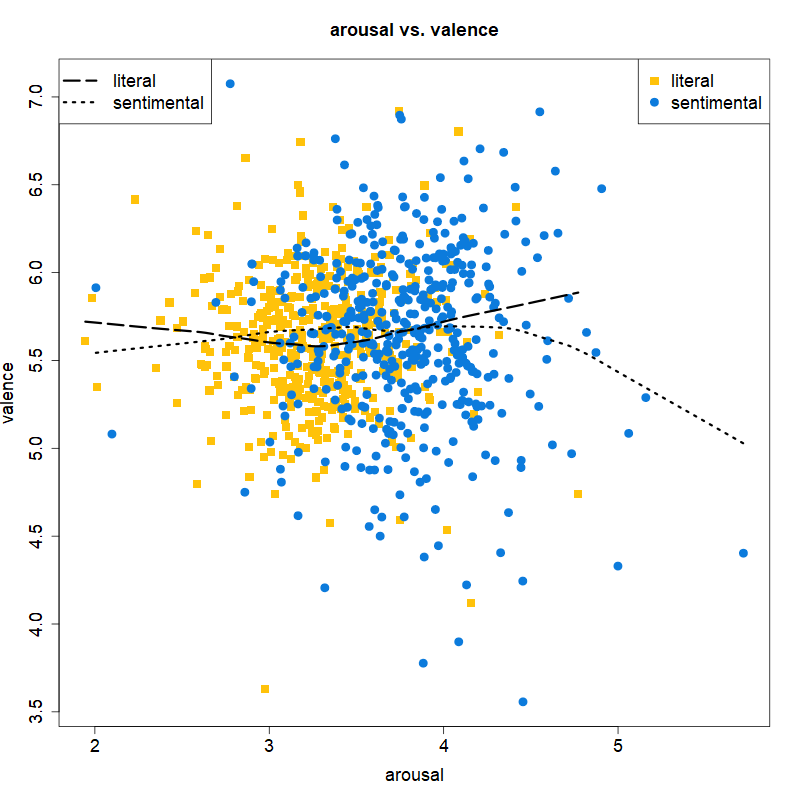 arousal vs. valence
literal
sentimental
literal
sentimental
valence
7.0
6.5
6.0
5.5
5.0
4.5
4.0
3.5
2 3 4 5
arousal